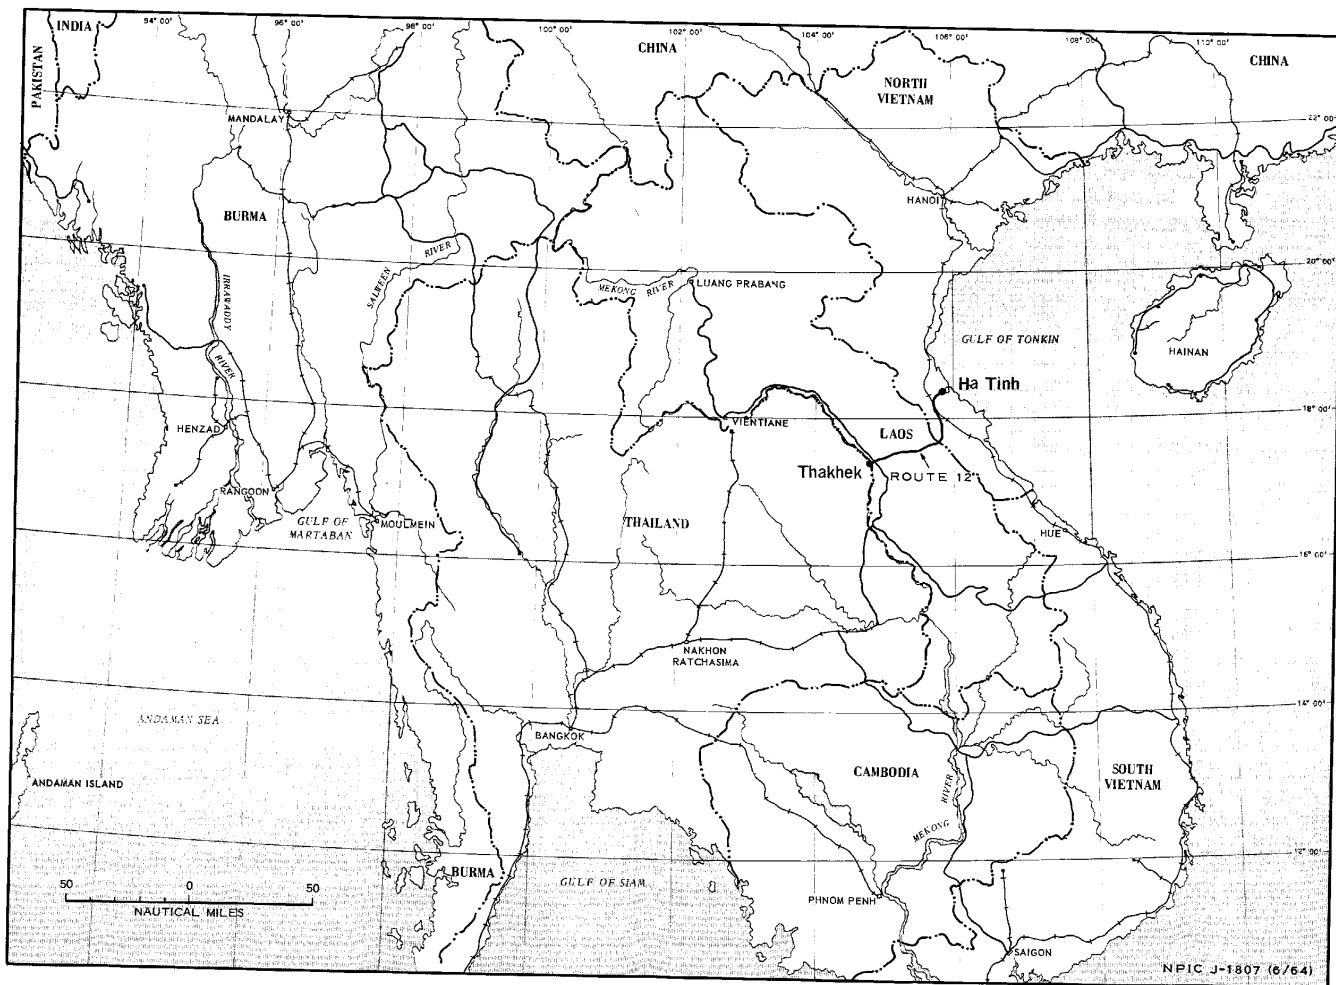 94° 00'
96° 00'
98° 00'
100° 00'
102° 00'
104° 00'
106° 00'
108° 00'
110° 00'
INDIA
PAKISTAN
CHINA
NORTH
VIETNAM
CHINA
MANDALAY
22° 00'
HANOI
BURMA
SALWEEN
RIVER
20° 00'
IRRAWADDY
RIVER
MEKONG RIVER
LUANG PRABANG
GULF OF TONKIN
HAINAN
Ha Tinh
18° 00'
HENZAD
VIENTIANE
LAOS
Thakhek
ROUTE 12
RANGOON
GULF OF
MARTABAN
MOULMEIN
THAILAND
HUE
16° 00'
NAKHON
RATCHASIMA
14° 00'
ANDAMAN SEA
BANGKOK
ANDAMAN ISLAND
CAMBODIA
SOUTH
VIETNAM
MEKONG
RIVER
12° 00'
BURMA
GULF OF SIAM
50 0 50
NAUTICAL MILES
PHNOM PENH
SAIGON
NPIC J-1807 (6/64)